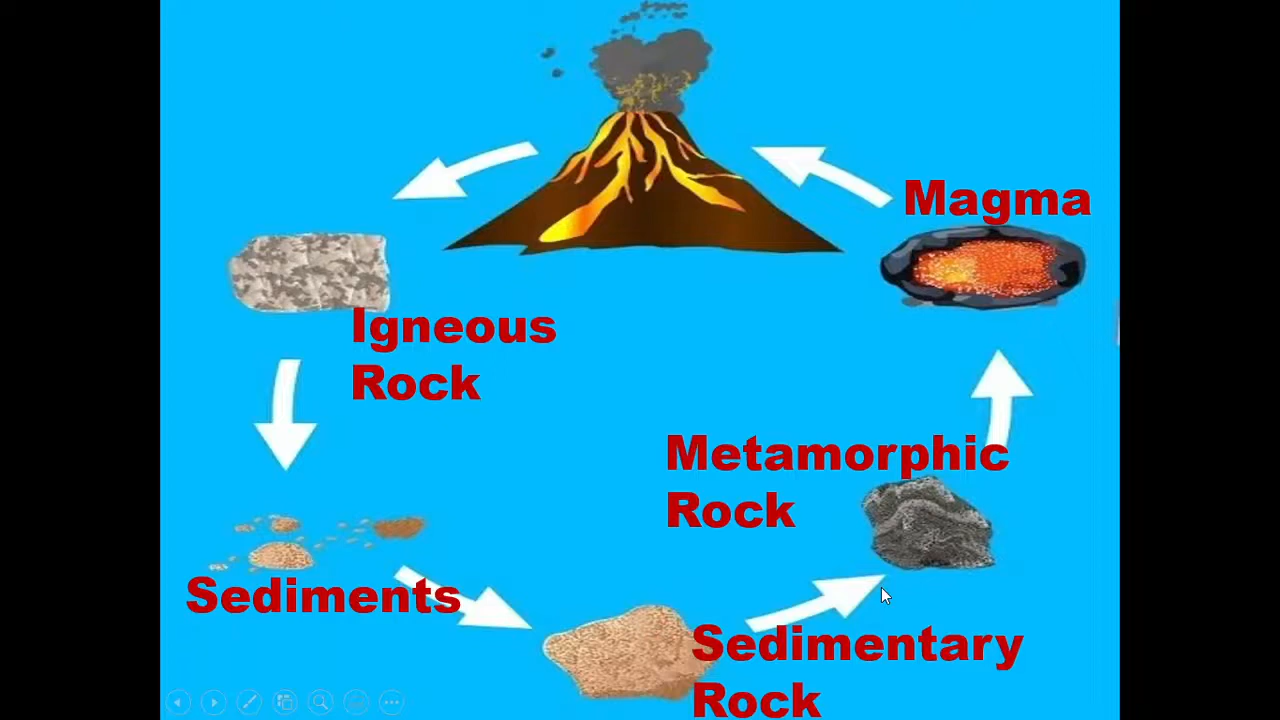 Magma
Igneous
Rock
Metamorphic
Rock
Sediments
Sedimentary
Rock